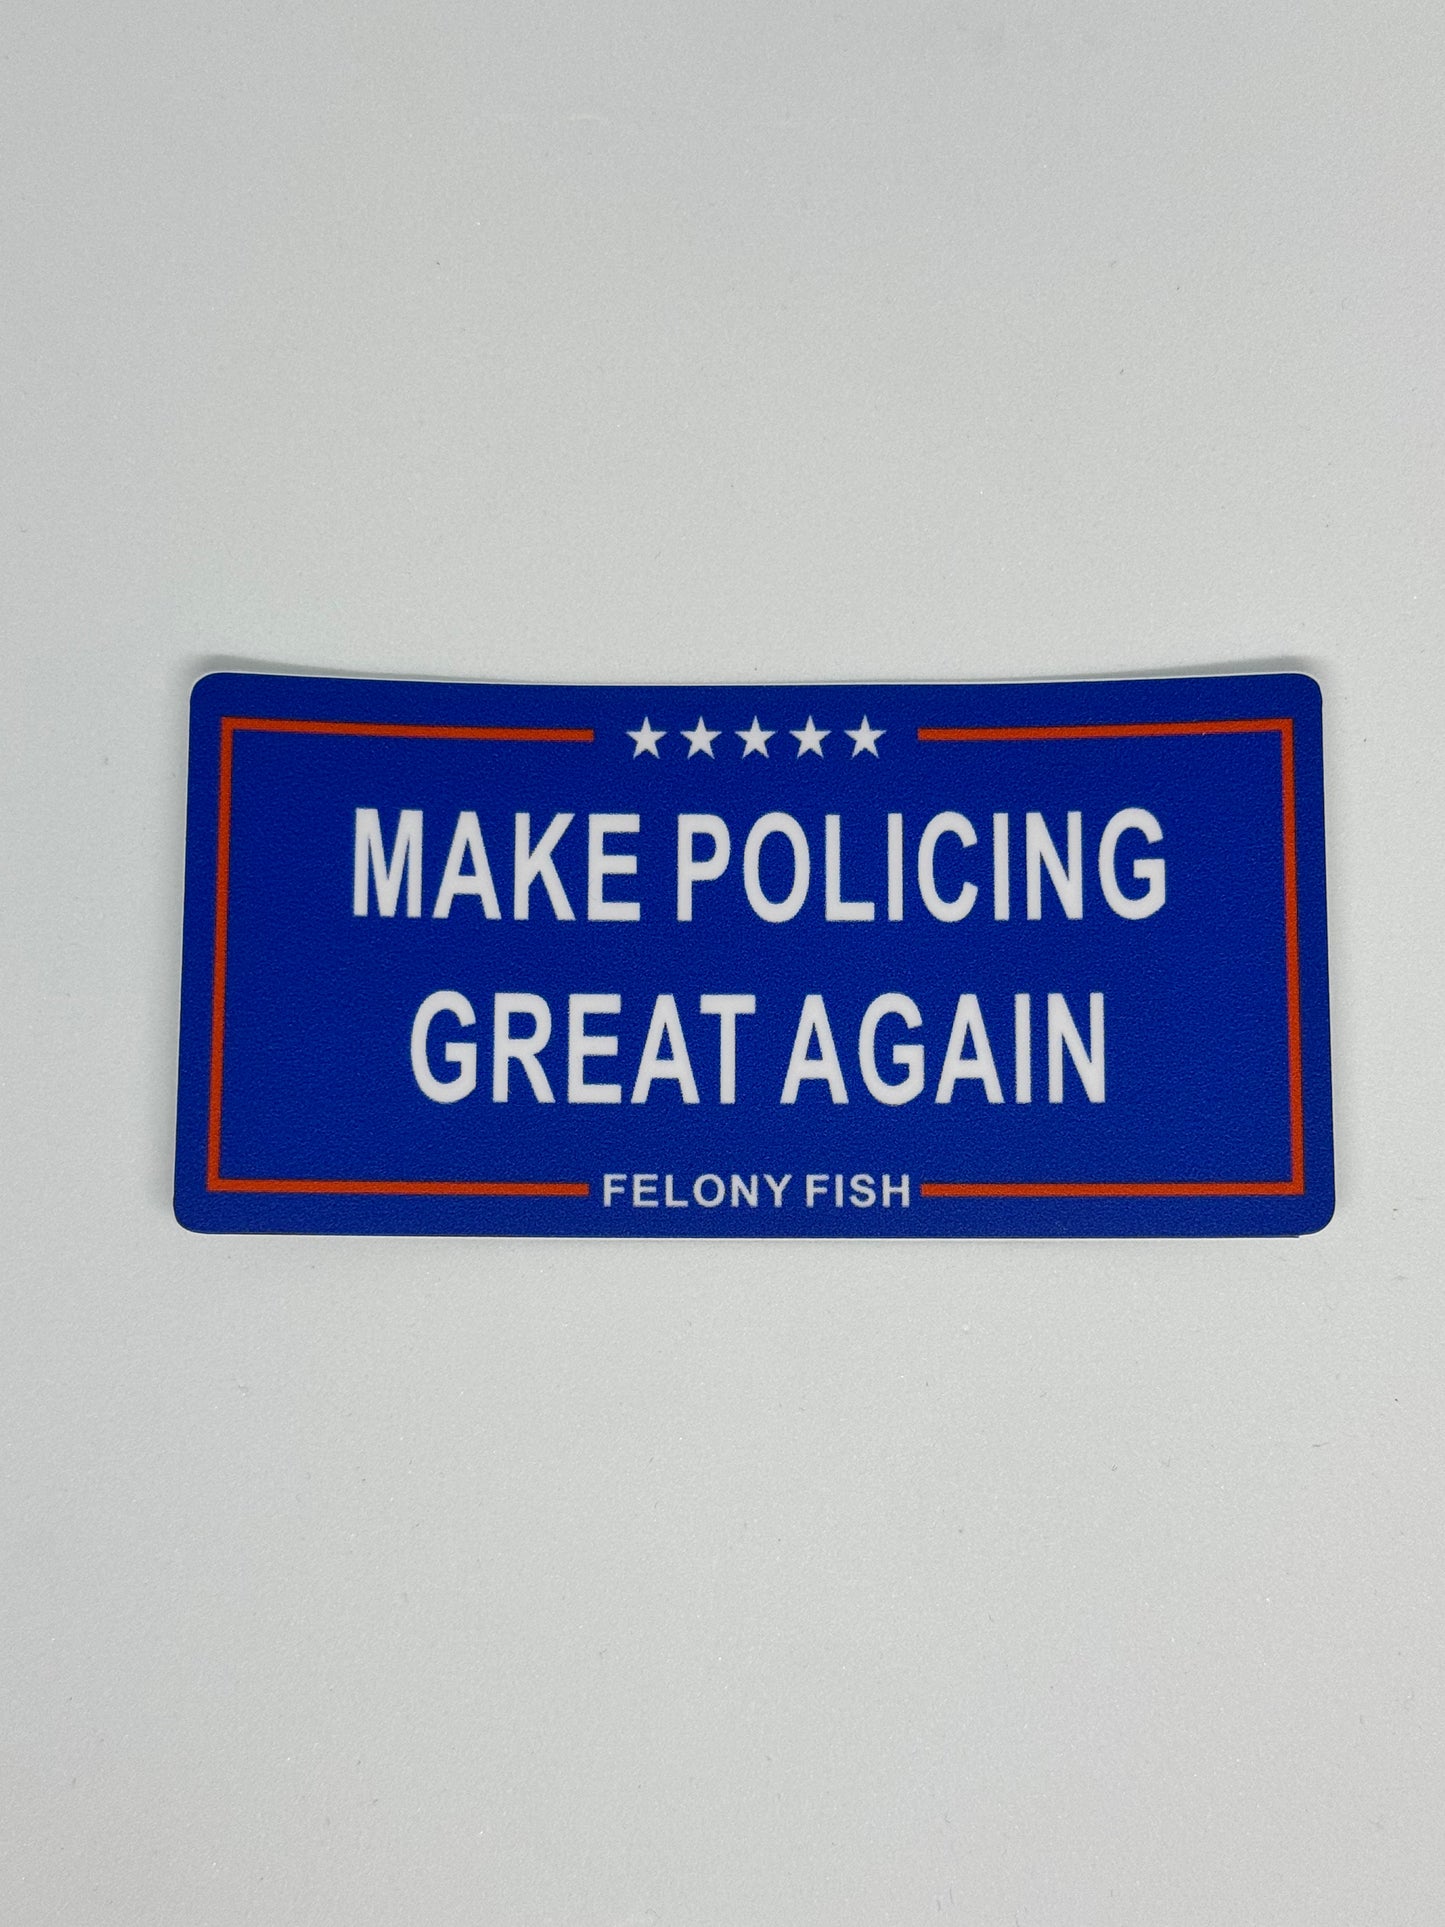 MAKE POLICING
GREAT AGAIN
FELONY FISH